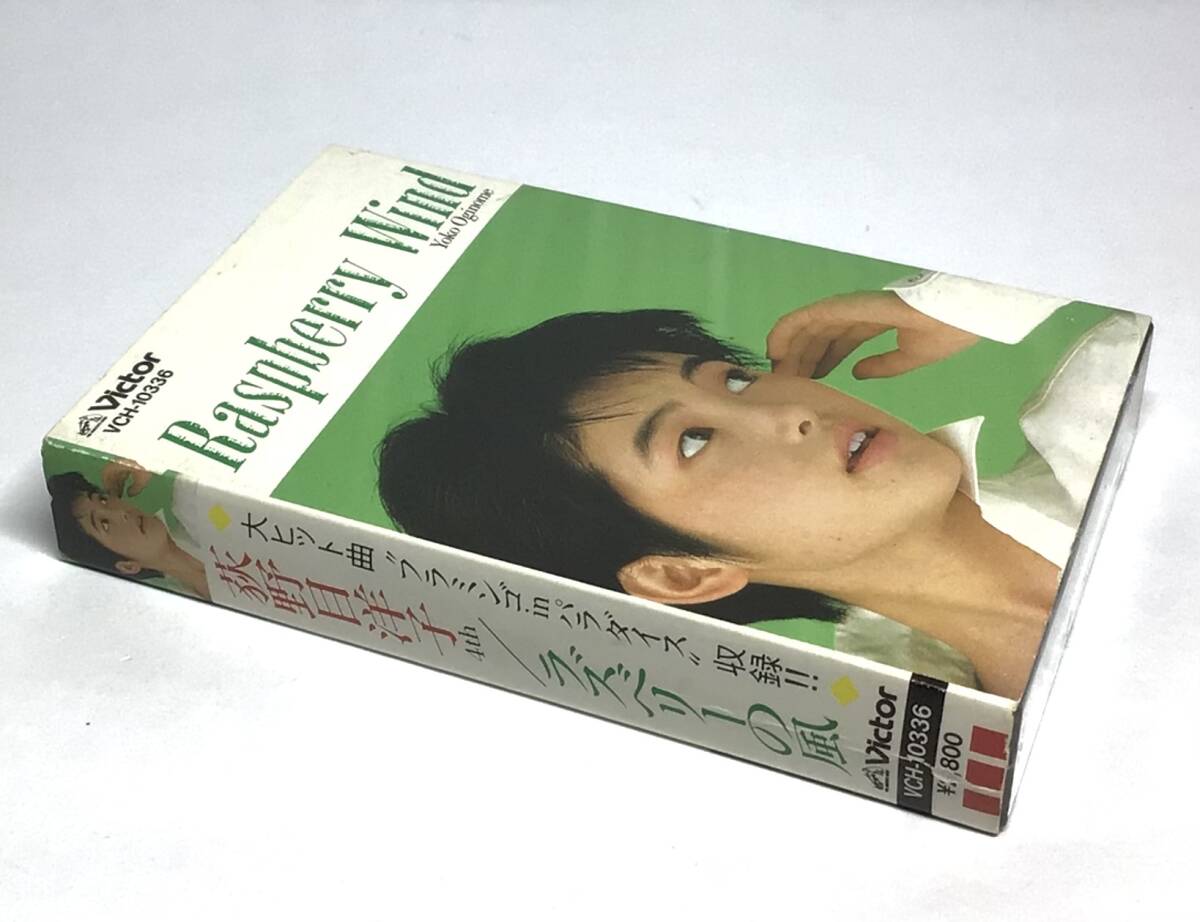 Victor
VCH-10336
Raspberry Wind
Yoko Oginome
大ヒット曲“フラミンゴ in パラダイス”収録!!
荻野目洋子 4th/ラズベリーの風
Victor
VCH-10336